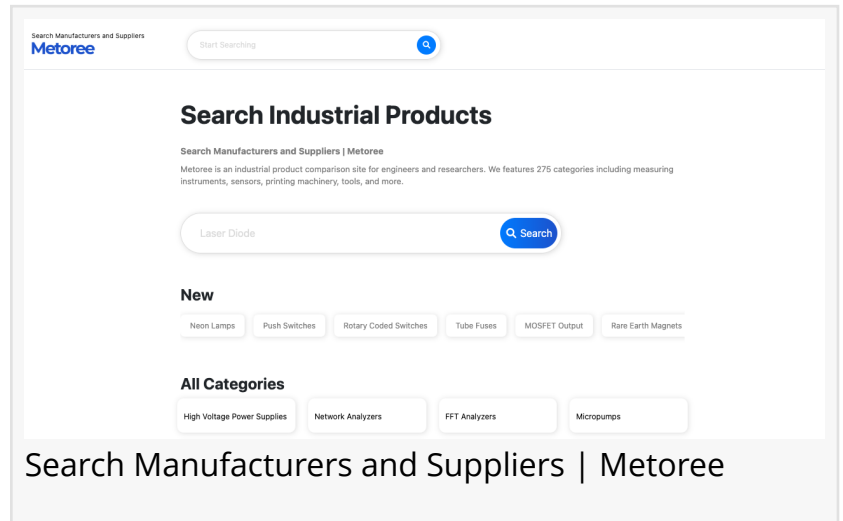 Search Manufacturers and Suppliers
Metoree
Start Searching
Search Industrial Products
Search Manufacturers and Suppliers | Metoree
Metoree is an industrial product comparison site for engineers and researchers. We features 275 categories including measuring
instruments, sensors, printing machinery, tools, and more.
Laser Diode
Search
New
Neon Lamps
Push Switches
Rotary Coded Switches
Tube Fuses
MOSFET Output
Rare Earth Magnets
All Categories
High Voltage Power Supplies
Network Analyzers
FFT Analyzers
Micropumps
Search Manufacturers and Suppliers | Metoree